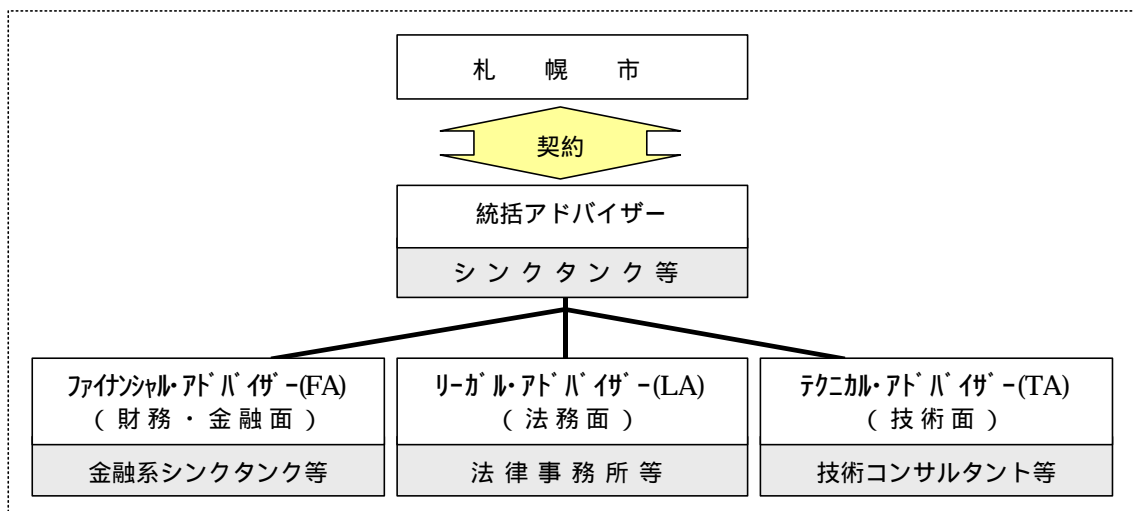 札　幌　市
契約
統括アドバイザー
シンクタンク等
ﾌｧｲﾅﾝｼｬﾙ･ｱﾄﾞﾊﾞｲｻﾞｰ(FA)
（財務・金融面）
金融系シンクタンク等
ﾘｰｶﾞﾙ･ｱﾄﾞﾊﾞｲｻﾞｰ(LA)
（法務面）
法律事務所等
ﾃｸﾆｶﾙ･ｱﾄﾞﾊﾞｲｻﾞｰ(TA)
（技術面）
技術コンサルタント等